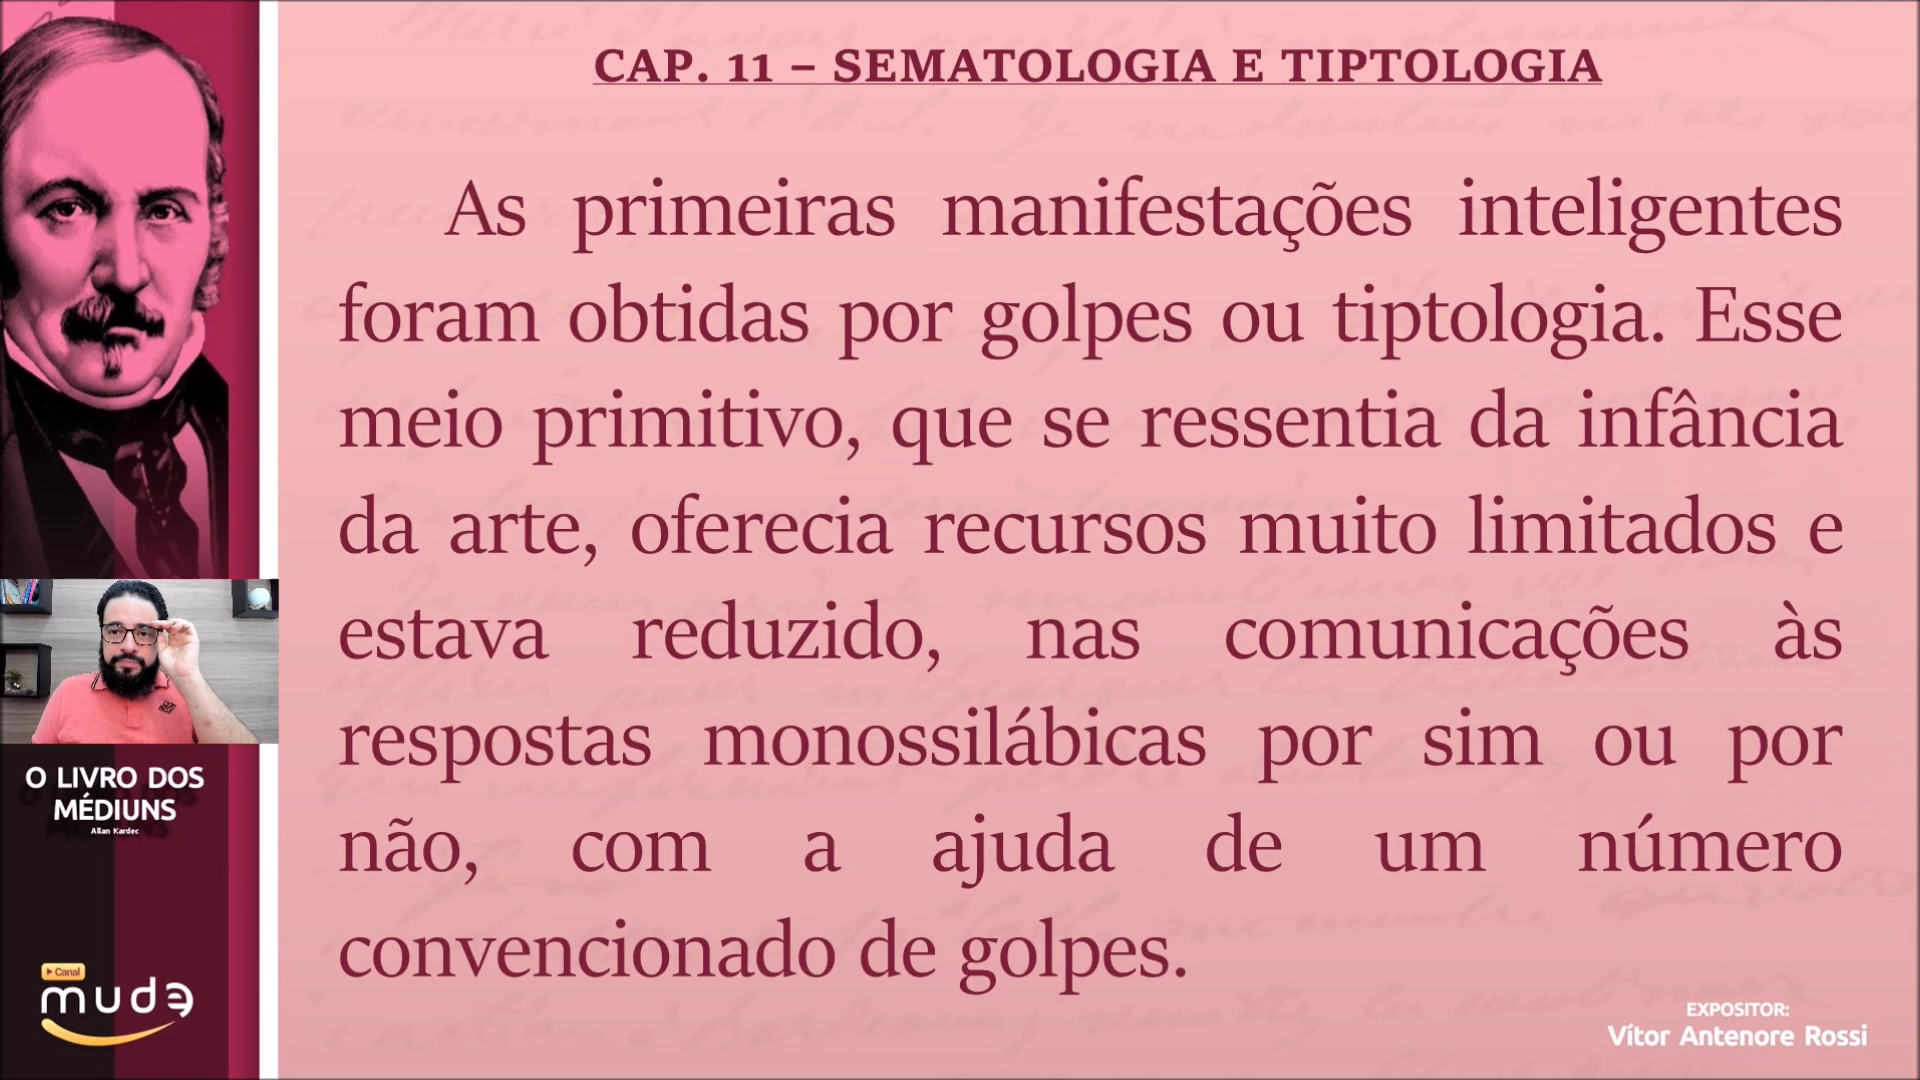 CAP. 11 – SEMATOLOGIA E TIPTOLOGIA
As primeiras manifestações inteligentes
foram obtidas por golpes ou tiptologia. Esse
meio primitivo, que se ressentia da infância
da arte, oferecia recursos muito limitados e
estava reduzido, nas comunicações às
respostas monossilábicas por sim ou por
não, com a ajuda de um número
convencionado de golpes.
O LIVRO DOS
MÉDIUNS
Allan Kardec
Canal
mude
EXPOSITOR:
Vítor Antenore Rossi